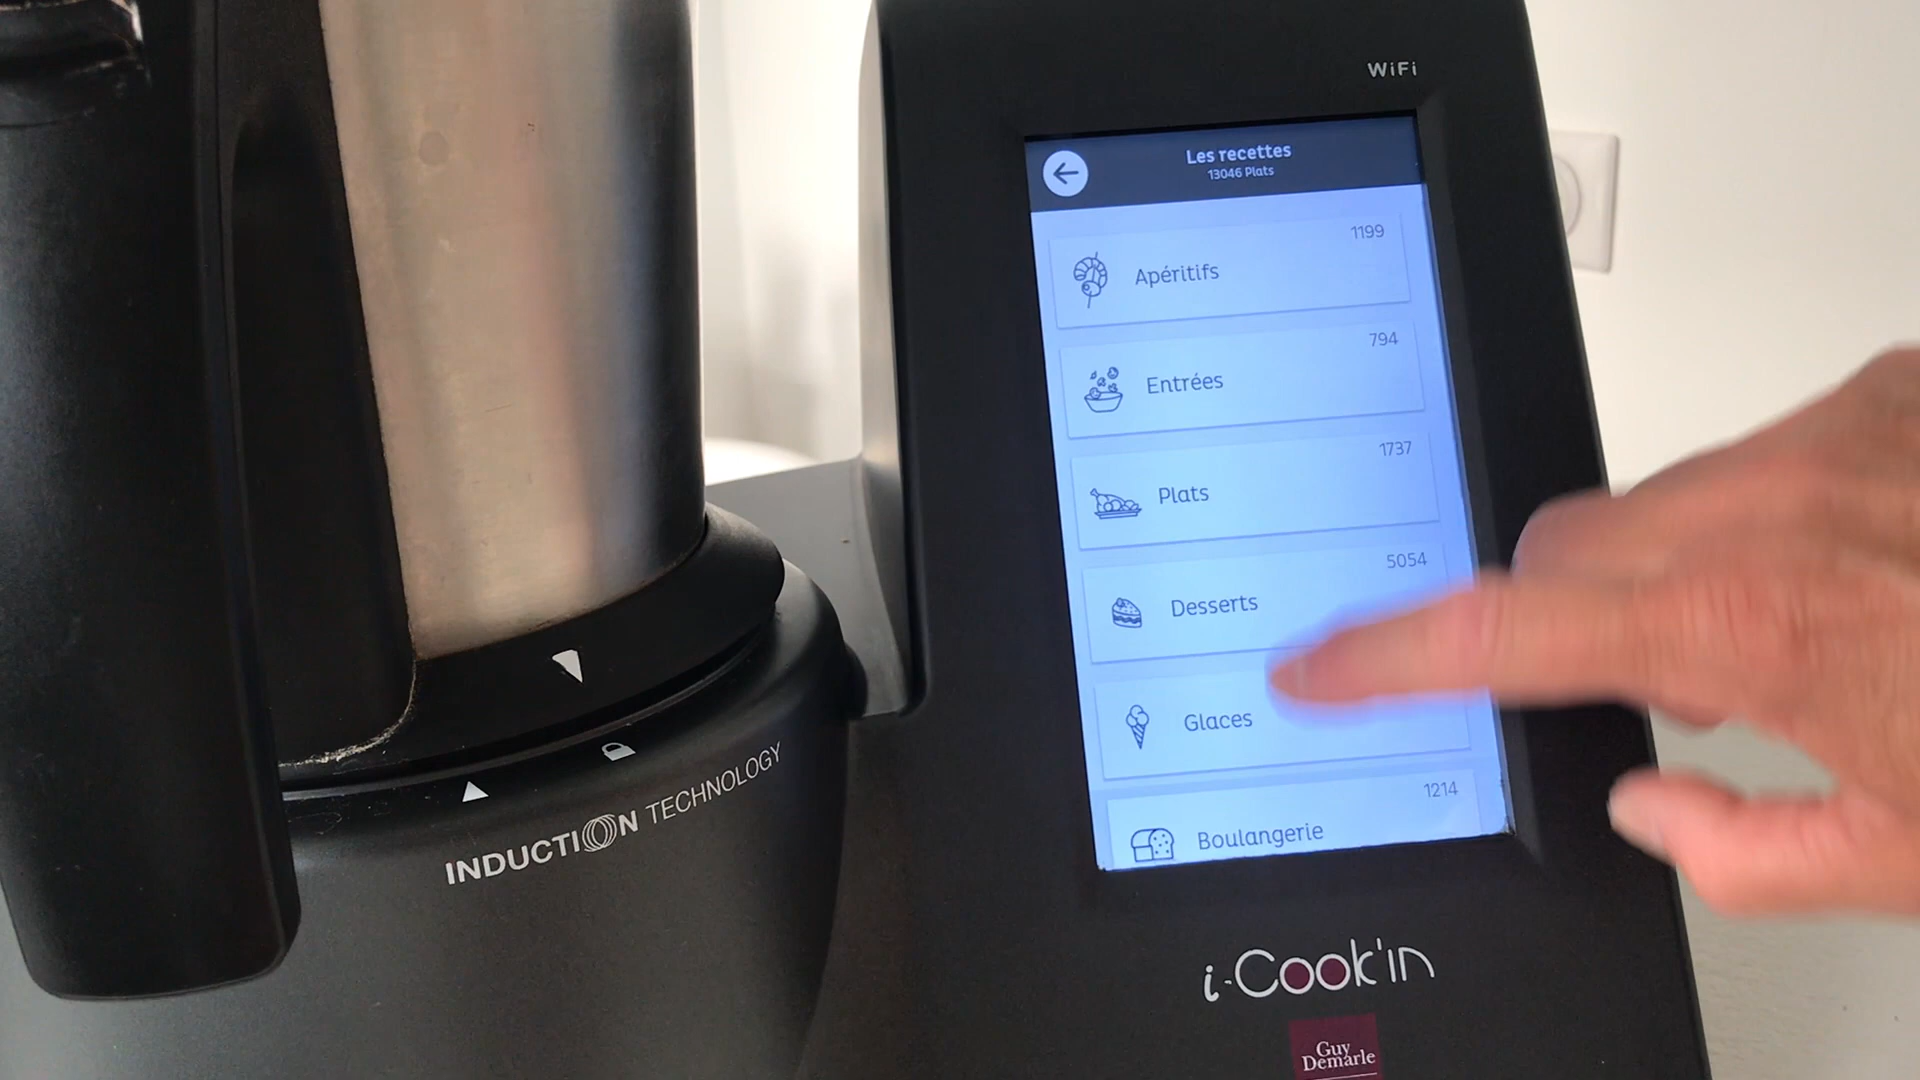 WiFi
Les recettes
13046 Plats
1199
Apéritifs
794
Entrées
1737
Plats
5054
Desserts
Glaces
1214
Boulangerie
INDUCTION TECHNOLOGY
i-Cook'in
Guy
Demarle